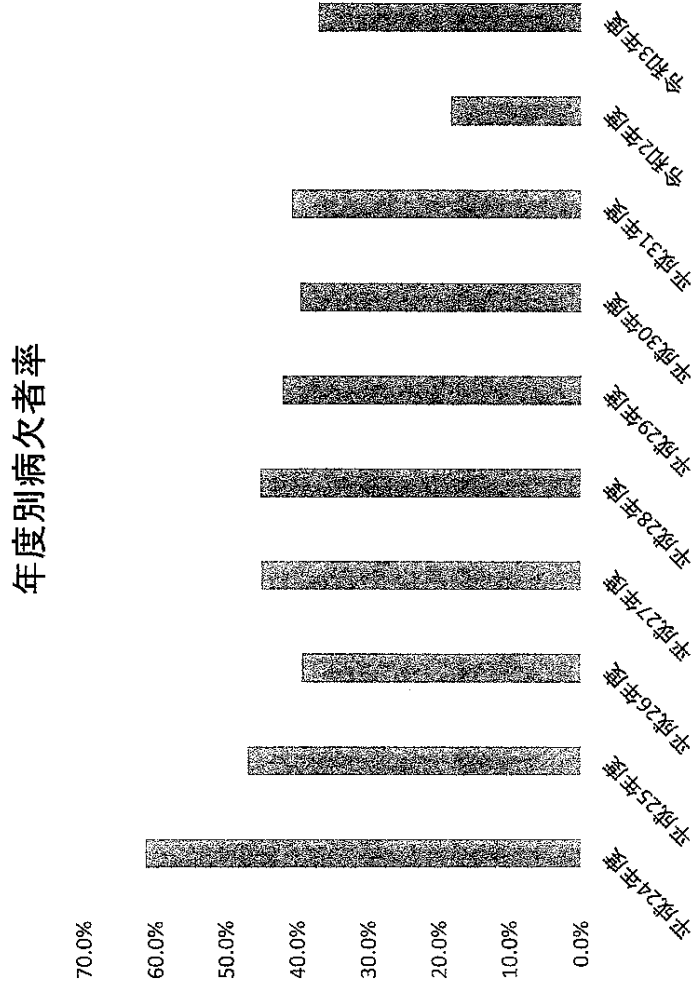 年度別病欠者率
70.0%
60.0%
50.0%
40.0%
30.0%
20.0%
10.0%
0.0%
平成24年度
平成25年度
平成26年度
平成27年度
平成28年度
平成29年度
平成30年度
平成31年度
令和2年度
令和3年度